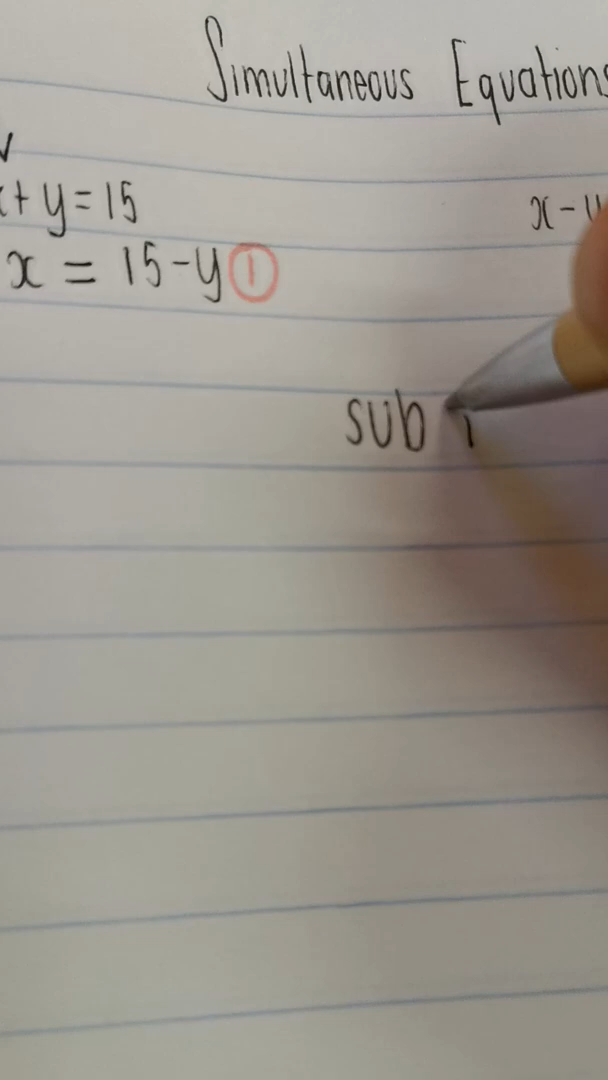 Simultaneous Equations
+ y = 15
x -
x = 15 - y ①
sub